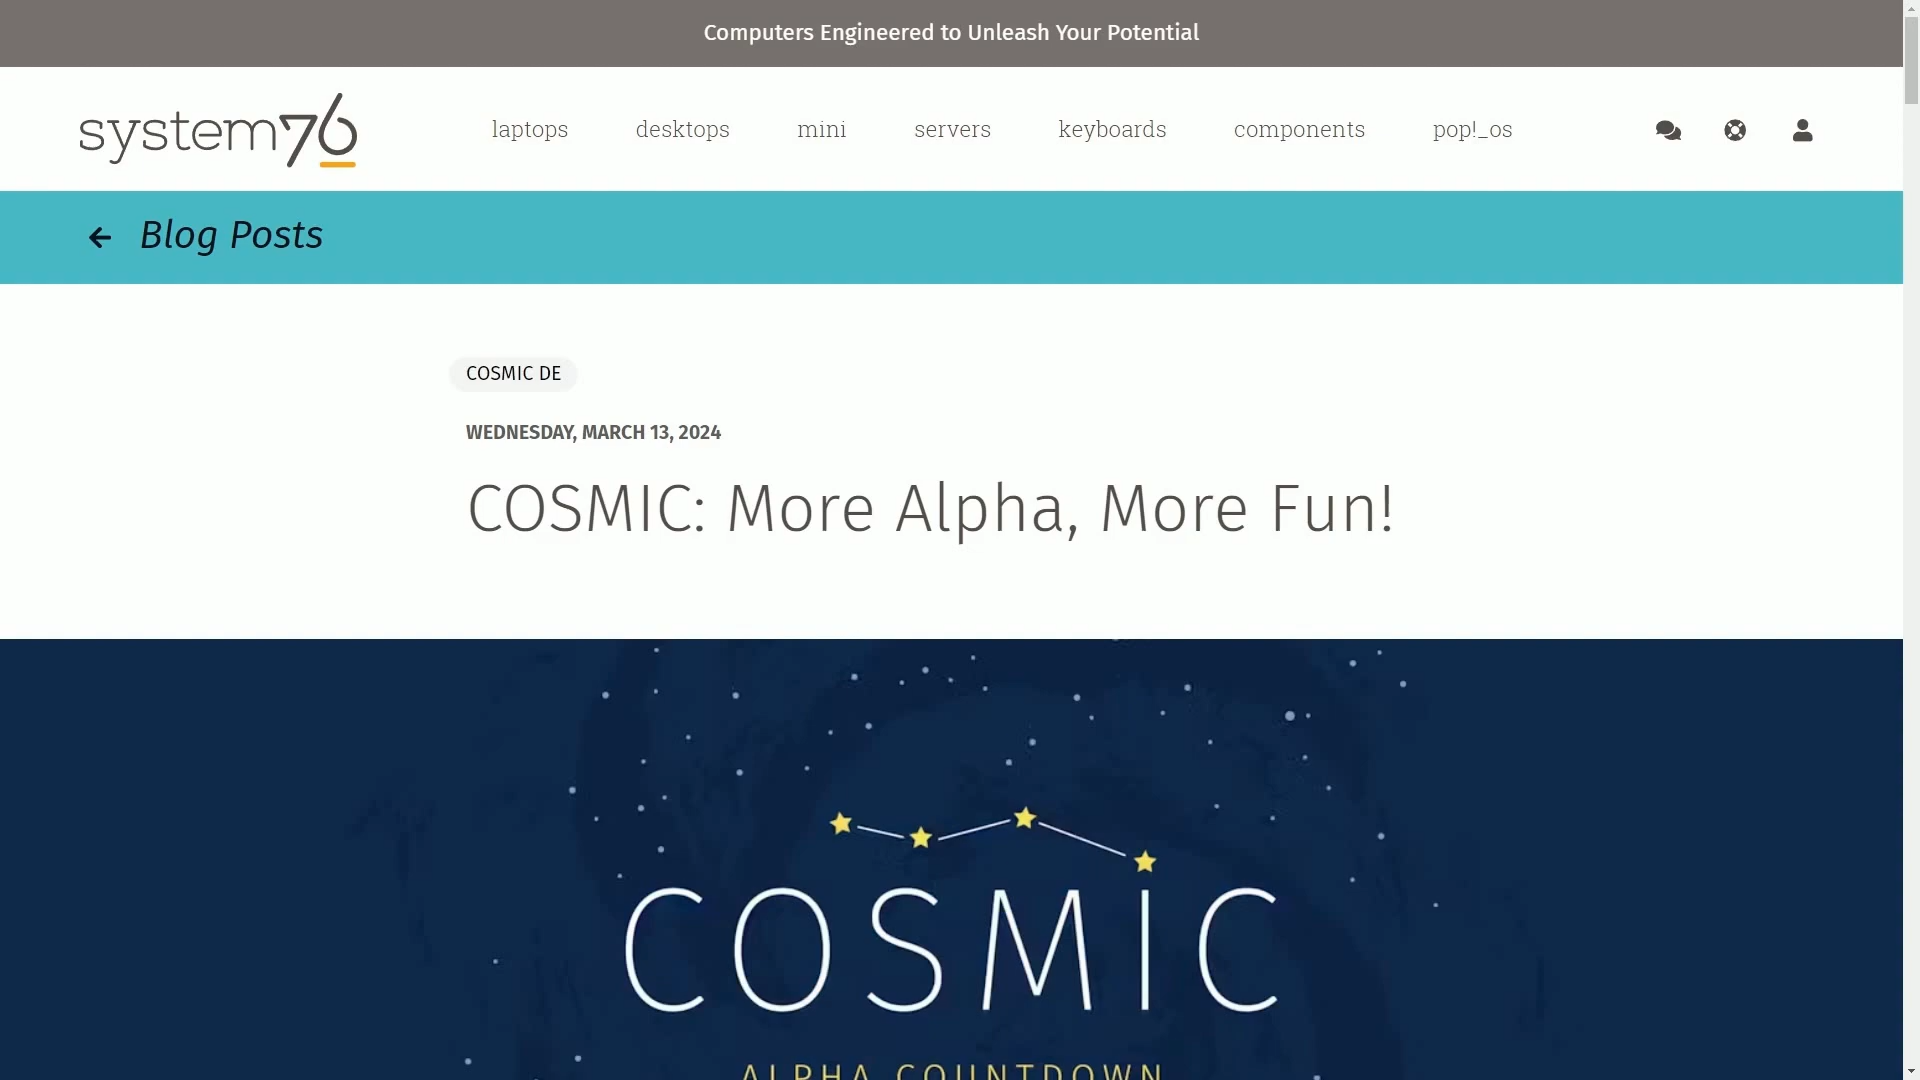 Computers Engineered to Unleash Your Potential
system76
laptops desktops mini servers keyboards components pop!_os
Blog Posts
COSMIC DE
WEDNESDAY, MARCH 13, 2024
COSMIC: More Alpha, More Fun!
COSMIC
ALPHA COUNTDOWN